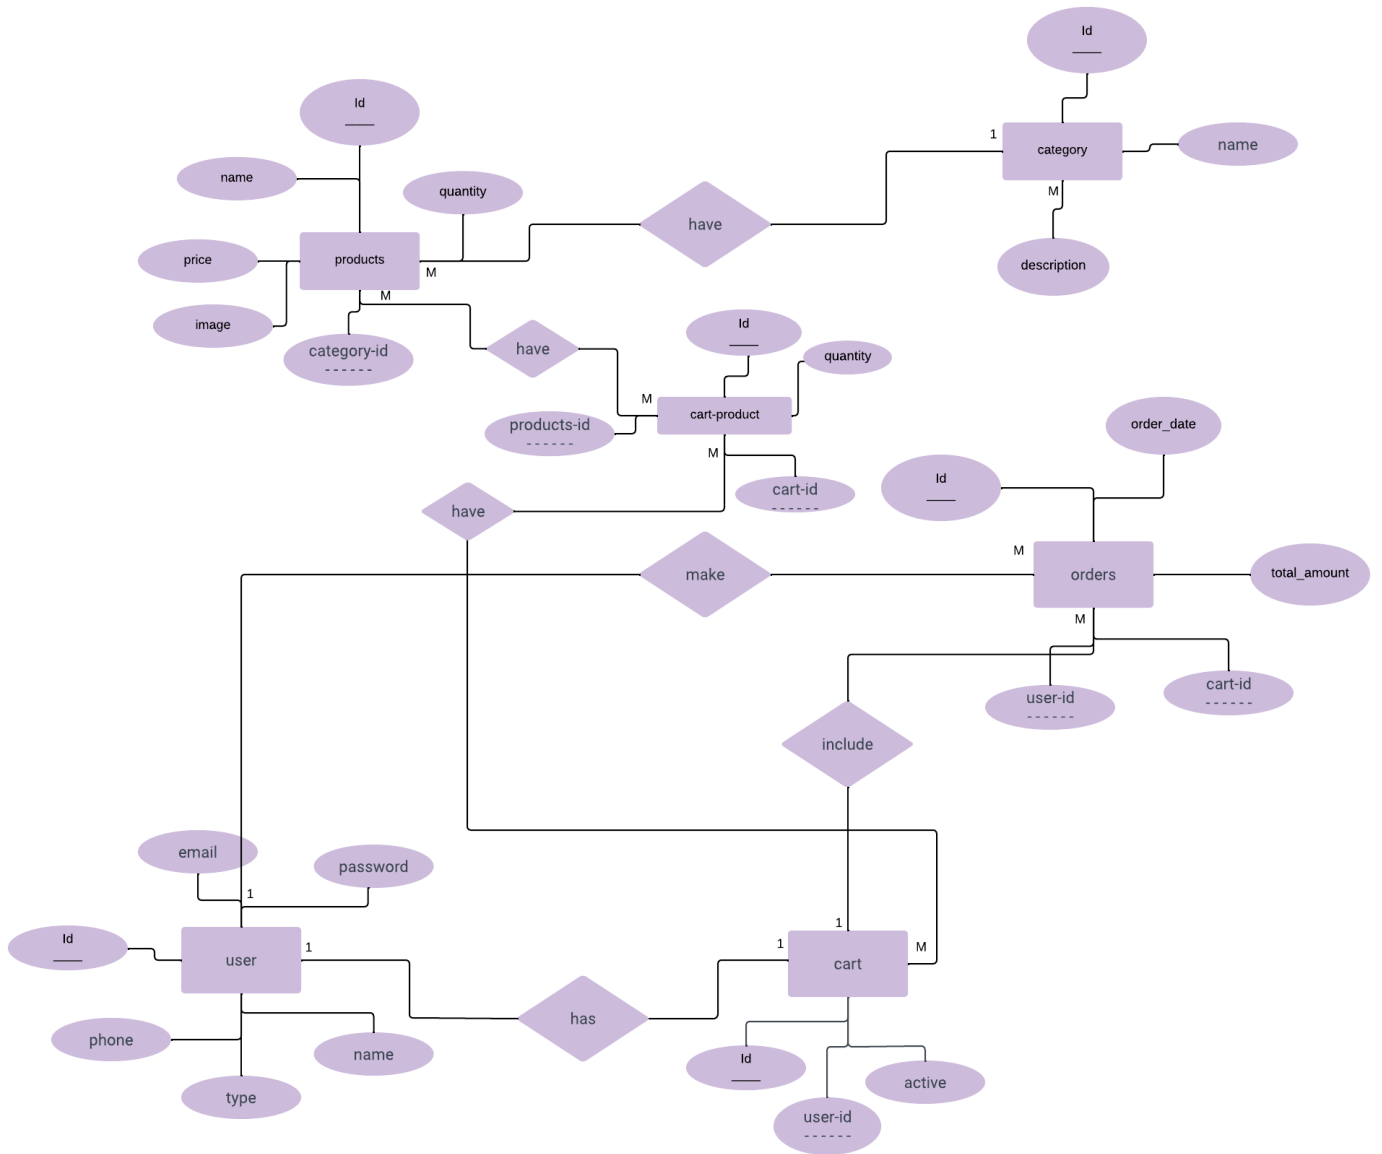 Id
category
1
name
M
description
Id
name
quantity
price
products
M
image
M
category-id
have
have
Id
quantity
M
cart-product
products-id
M
cart-id
have
order_date
Id
M
orders
total_amount
M
user-id
cart-id
make
include
email
password
1
Id
user
1
phone
name
type
has
1
1
cart
M
Id
active
user-id